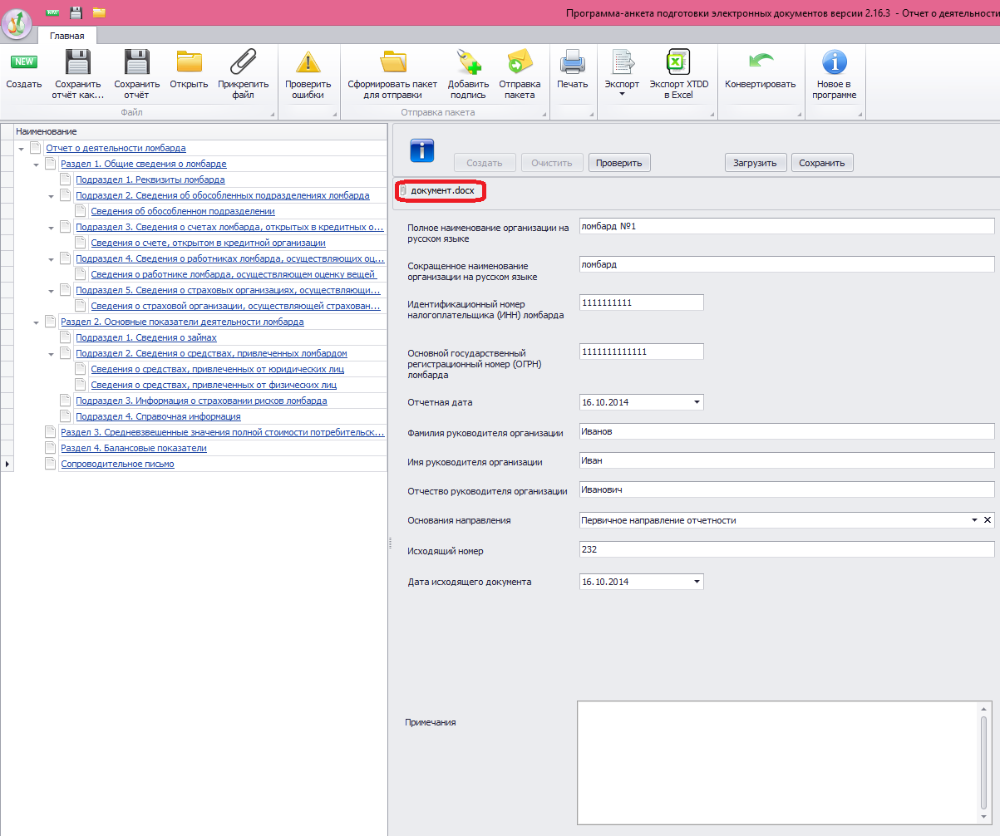 NEW
Программа-анкета подготовки электронных документов версии 2.16.3 - Отчет о деятельности
Главная
NEW
Создать
Сохранить
отчёт как...
Сохранить
отчёт
Открыть
Прикрепить
файл
Файл
Проверить
ошибки
Сформировать пакет
для отправки
Добавить
подпись
Отправка
пакета
Отправка пакета
Печать
Экспорт
Экспорт XTDD
в Excel
Конвертировать
Новое в
программе
Наименование
Отчет о деятельности ломбарда
Раздел 1. Общие сведения о ломбарде
Подраздел 1. Реквизиты ломбарда
Подраздел 2. Сведения об обособленных подразделениях ломбарда
Сведения об обособленном подразделении
Подраздел 3. Сведения о счетах ломбарда, открытых в кредитных о...
Сведения о счете, открытом в кредитной организации
Подраздел 4. Сведения о работниках ломбарда, осуществляющих оц...
Сведения о работнике ломбарда, осуществляющем оценку вещей
Подраздел 5. Сведения о страховых организациях, осуществляющи...
Сведения о страховой организации, осуществляющей страхован...
Раздел 2. Основные показатели деятельности ломбарда
Подраздел 1. Сведения о займах
Подраздел 2. Сведения о средствах, привлеченных ломбардом
Сведения о средствах, привлеченных от юридических лиц
Сведения о средствах, привлеченных от физических лиц
Подраздел 3. Информация о страховании рисков ломбарда
Подраздел 4. Справочная информация
Раздел 3. Средневзвешенные значения полной стоимости потребительск...
Раздел 4. Балансовые показатели
Сопроводительное письмо
Создать
Очистить
Проверить
Загрузить
Сохранить
документ.docx
Полное наименование организации на
русском языке
ломбард №1
Сокращенное наименование
организации на русском языке
ломбард
Идентификационный номер
налогоплательщика (ИНН) ломбарда
1111111111
Основной государственный
регистрационный номер (ОГРН)
ломбарда
1111111111111
Отчетная дата
16.10.2014
Фамилия руководителя организации
Иванов
Имя руководителя организации
Иван
Отчество руководителя организации
Иванович
Основания направления
Первичное направление отчетности
Исходящий номер
232
Дата исходящего документа
16.10.2014
Примечания